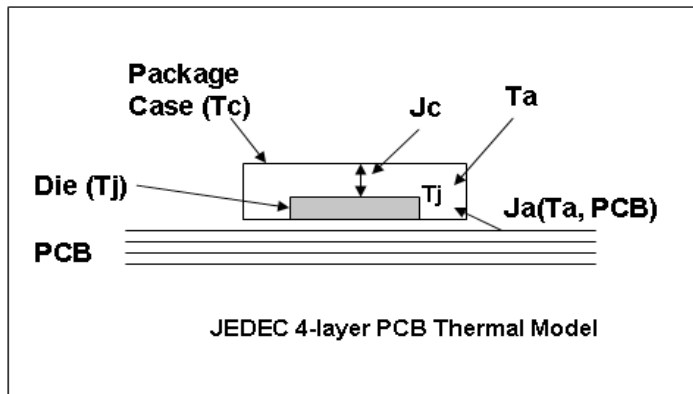 Package
Case (Tc)
Jc
Ta
Die (Tj)
Tj
Ja(Ta, PCB)
PCB
JEDEC 4-layer PCB Thermal Model